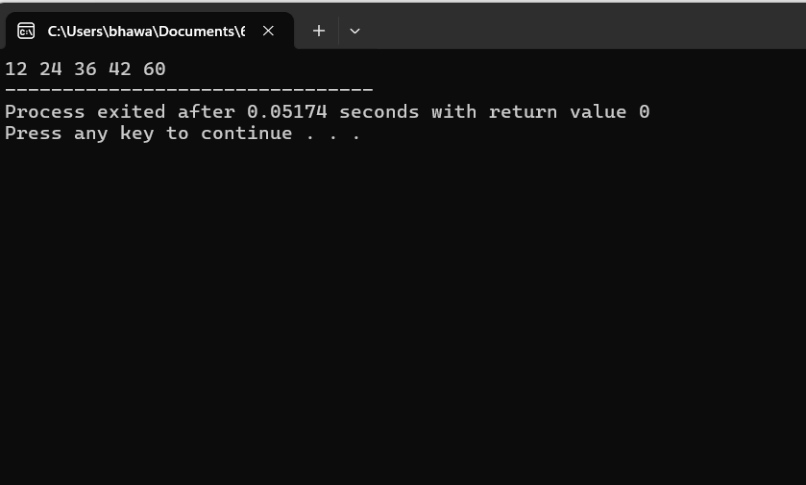 C:\Users\bhawa\Documents\6
12 24 36 42 60
--------------------------------
Process exited after 0.05174 seconds with return value 0
Press any key to continue . . .